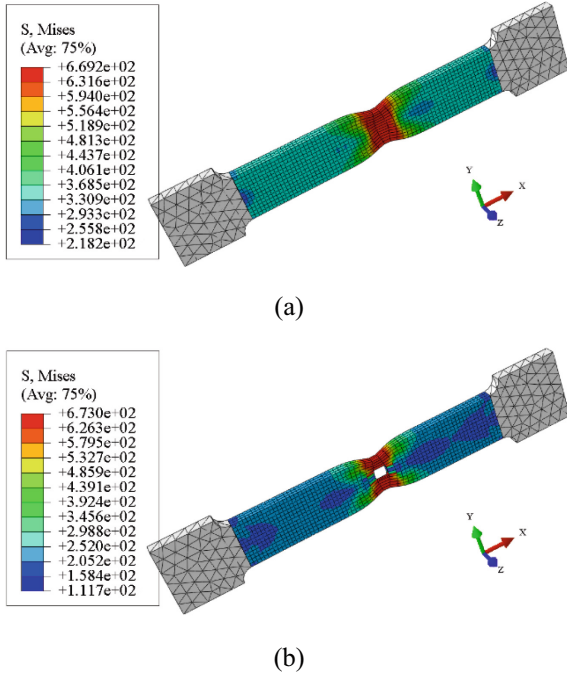 S, Mises
(Avg: 75%)
+6.692e+02
+6.316e+02
+5.940e+02
+5.564e+02
+5.189e+02
+4.813e+02
+4.437e+02
+4.061e+02
+3.685e+02
+3.309e+02
+2.933e+02
+2.558e+02
+2.182e+02
Y
X
Z
(a)
S, Mises
(Avg: 75%)
+6.730e+02
+6.263e+02
+5.795e+02
+5.327e+02
+4.859e+02
+4.391e+02
+3.924e+02
+3.456e+02
+2.988e+02
+2.520e+02
+2.052e+02
+1.584e+02
+1.117e+02
Y
X
Z
(b)